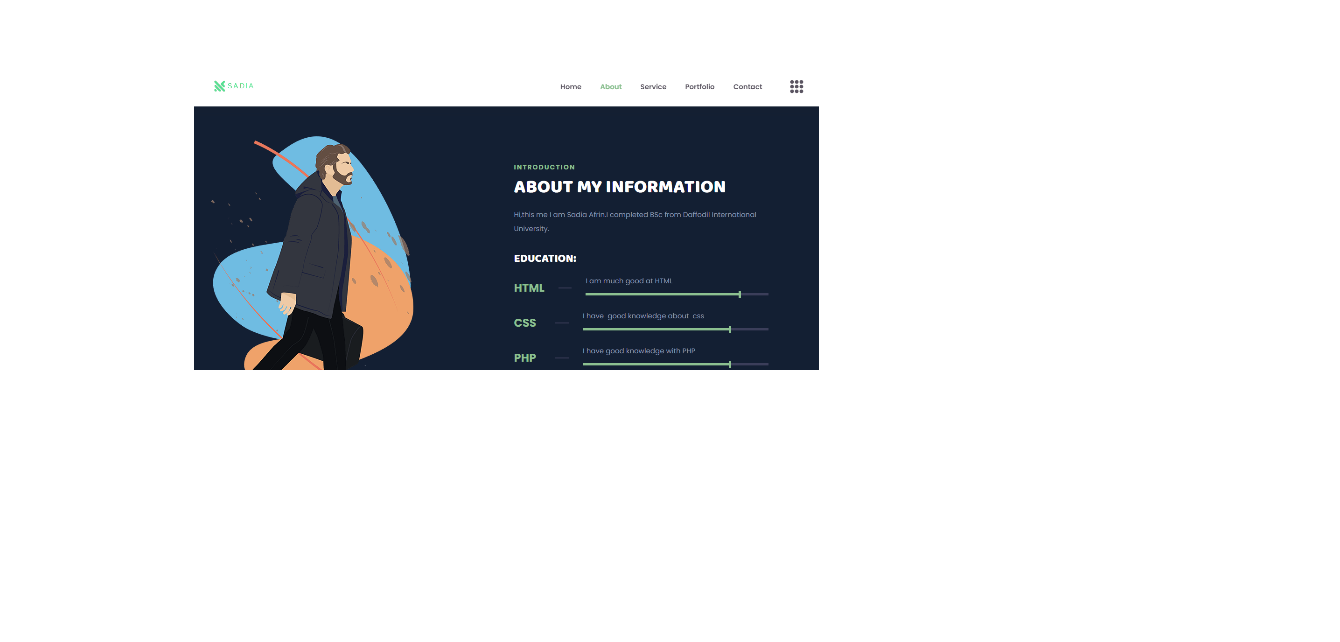 SADIA
Home About Service Portfolio Contact
INTRODUCTION
ABOUT MY INFORMATION
Hi,this me i am Sadia Afrin.I completed BSc from Daffodil International
University.
EDUCATION:
HTML
I am much good at HTML
CSS
I have good knowledge about css
PHP
I have good knowledge with PHP